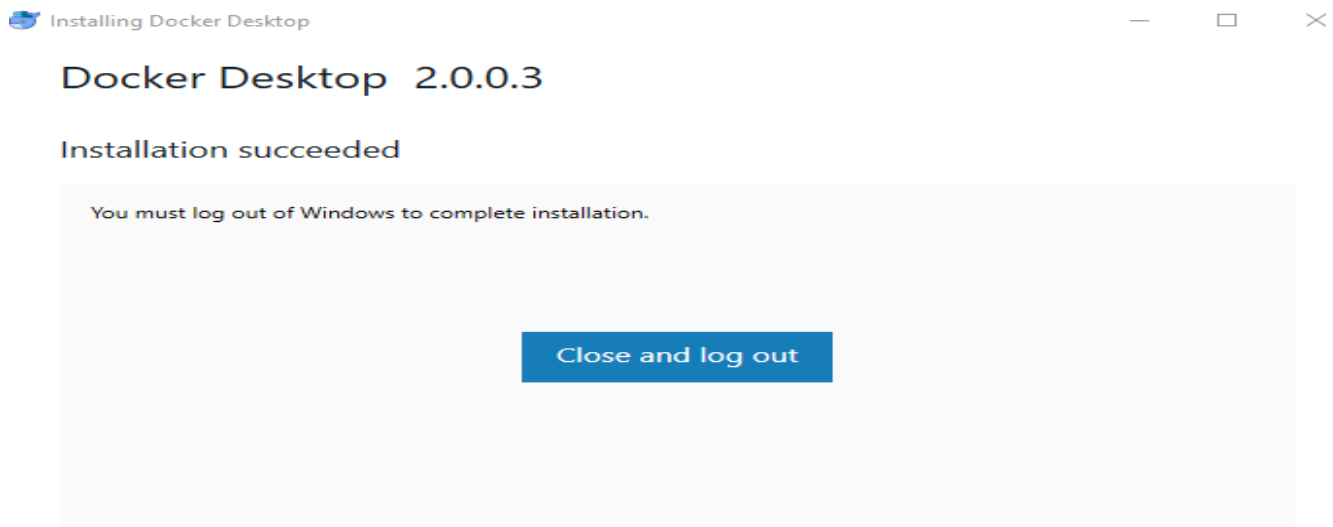 Installing Docker Desktop
Docker Desktop 2.0.0.3
Installation succeeded
You must log out of Windows to complete installation.
Close and log out